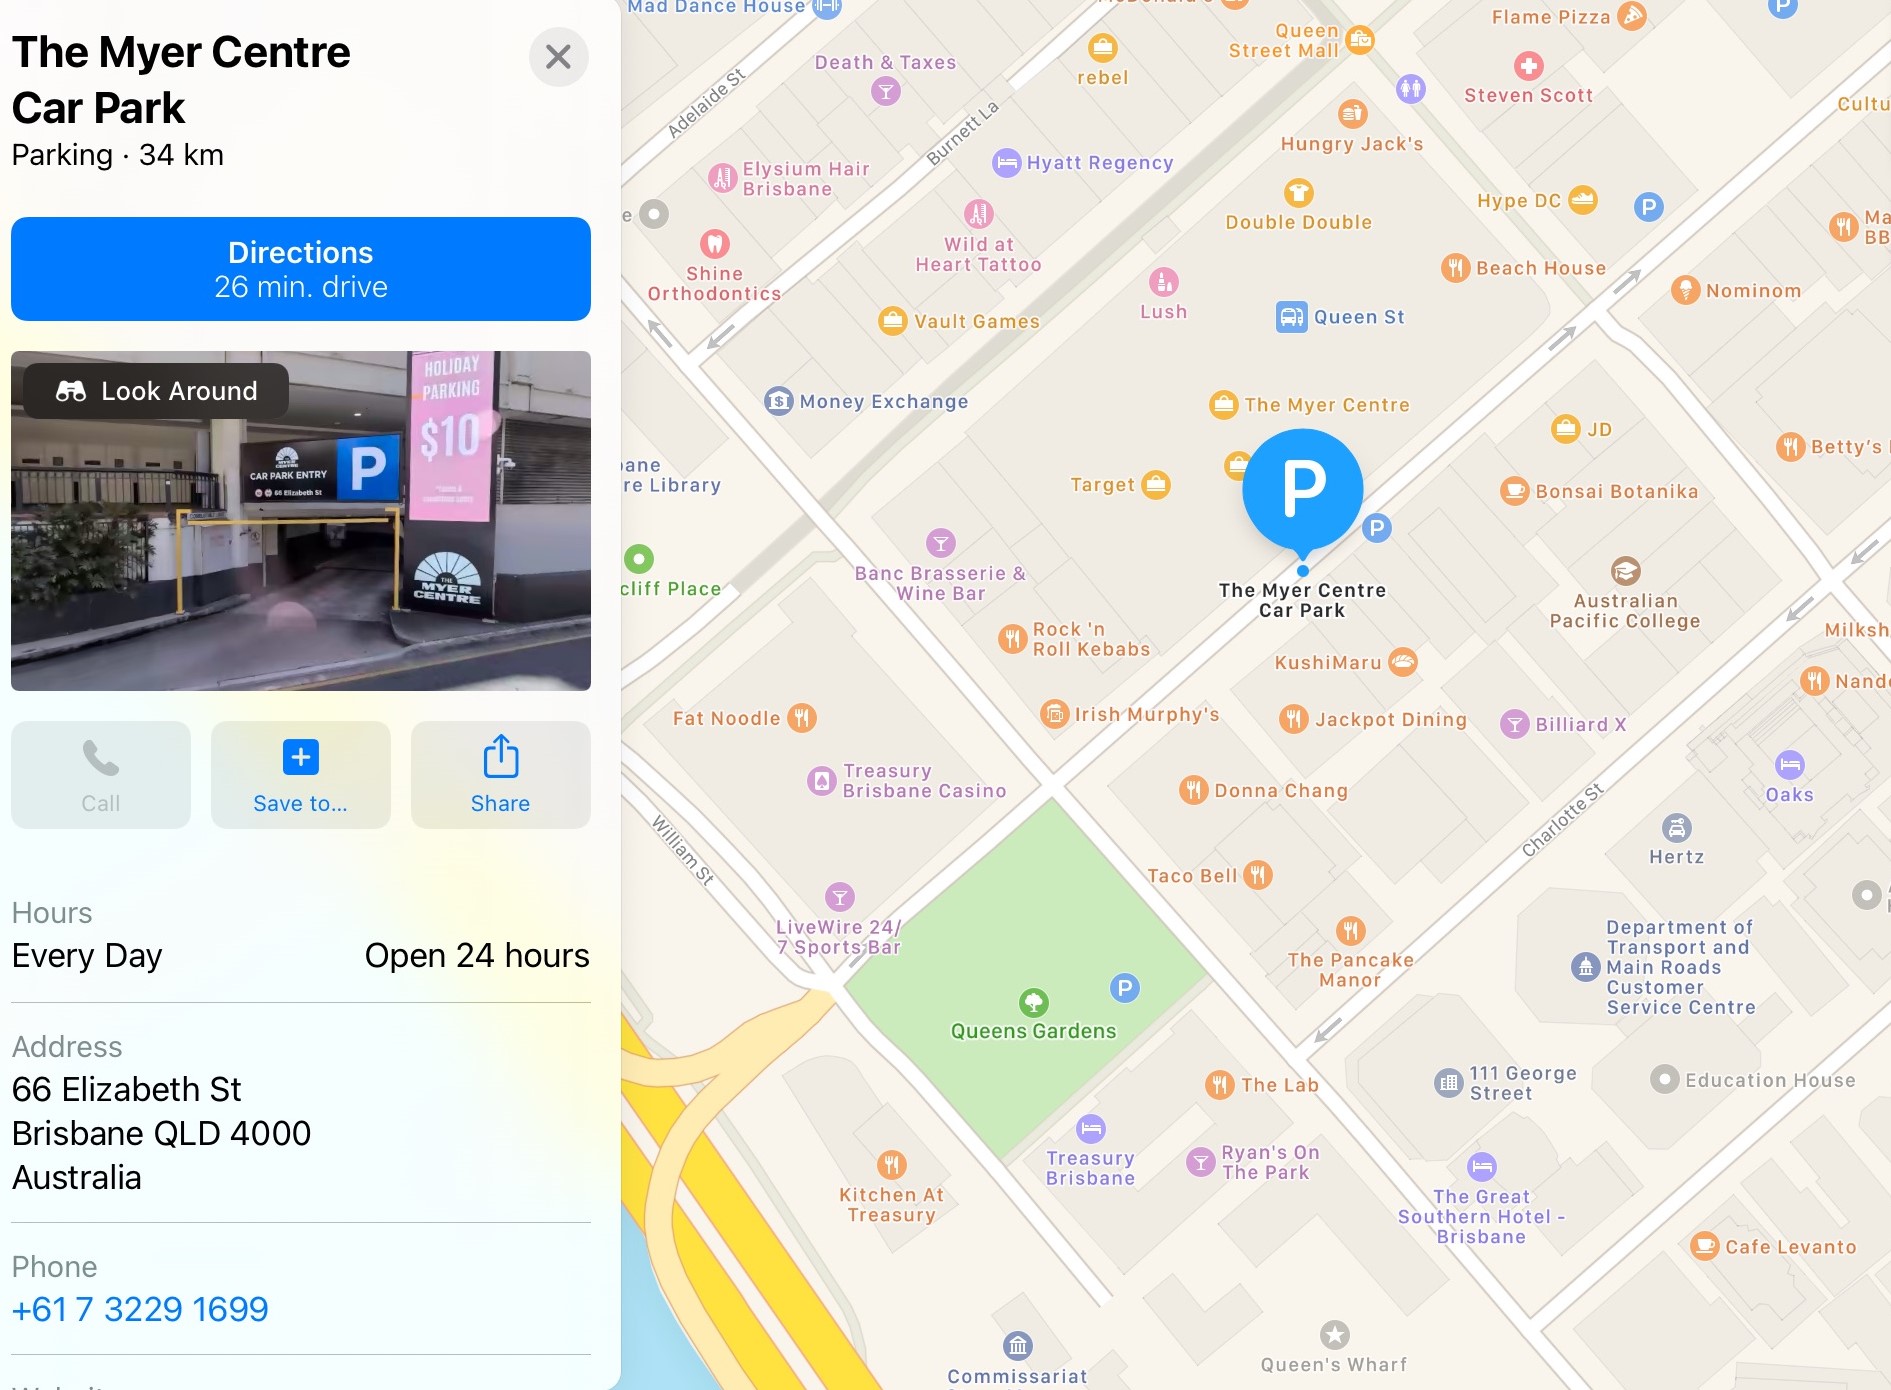 The Myer Centre
Car Park
Parking · 34 km
Directions
26 min. drive
Look Around
HOLIDAY
PARKING
$10
MYER
CENTRE
CAR PARK ENTRY
66 Elizabeth St
P
THE
MYER
CENTRE
Call
Save to...
Share
Hours
Every Day
Open 24 hours
Address
66 Elizabeth St
Brisbane QLD 4000
Australia
Phone
+61 7 3229 1699
Mad Dance House
Queen
Street Mall
Flame Pizza
P
Death & Taxes
rebel
Steven Scott
Adelaide St
Burnett La
Hungry Jack's
Elysium Hair
Brisbane
Hyatt Regency
Hype DC
P
Double Double
Wild at
Heart Tattoo
Shine
Orthodontics
Beach House
Nominom
Lush
Queen St
Vault Games
Money Exchange
The Myer Centre
JD
Betty's
re Library
Target
P
P
Bonsai Botanika
Banc Brasserie &
Wine Bar
cliff Place
The Myer Centre
Car Park
Australian
Pacific College
Rock 'n
Roll Kebabs
KushiMaru
Milksh
Nand
Fat Noodle
Irish Murphy's
Jackpot Dining
Billiard X
Treasury
Brisbane Casino
Donna Chang
Oaks
William St
Charlotte St
Hertz
Taco Bell
LiveWire 24/
7 Sports Bar
The Pancake
Manor
Department of
Transport and
Main Roads
Customer
Service Centre
P
Queens Gardens
The Lab
111 George
Street
Education House
Treasury
Brisbane
Ryan's On
The Park
Kitchen At
Treasury
The Great
Southern Hotel -
Brisbane
Cafe Levanto
Queen's Wharf
Commissariat